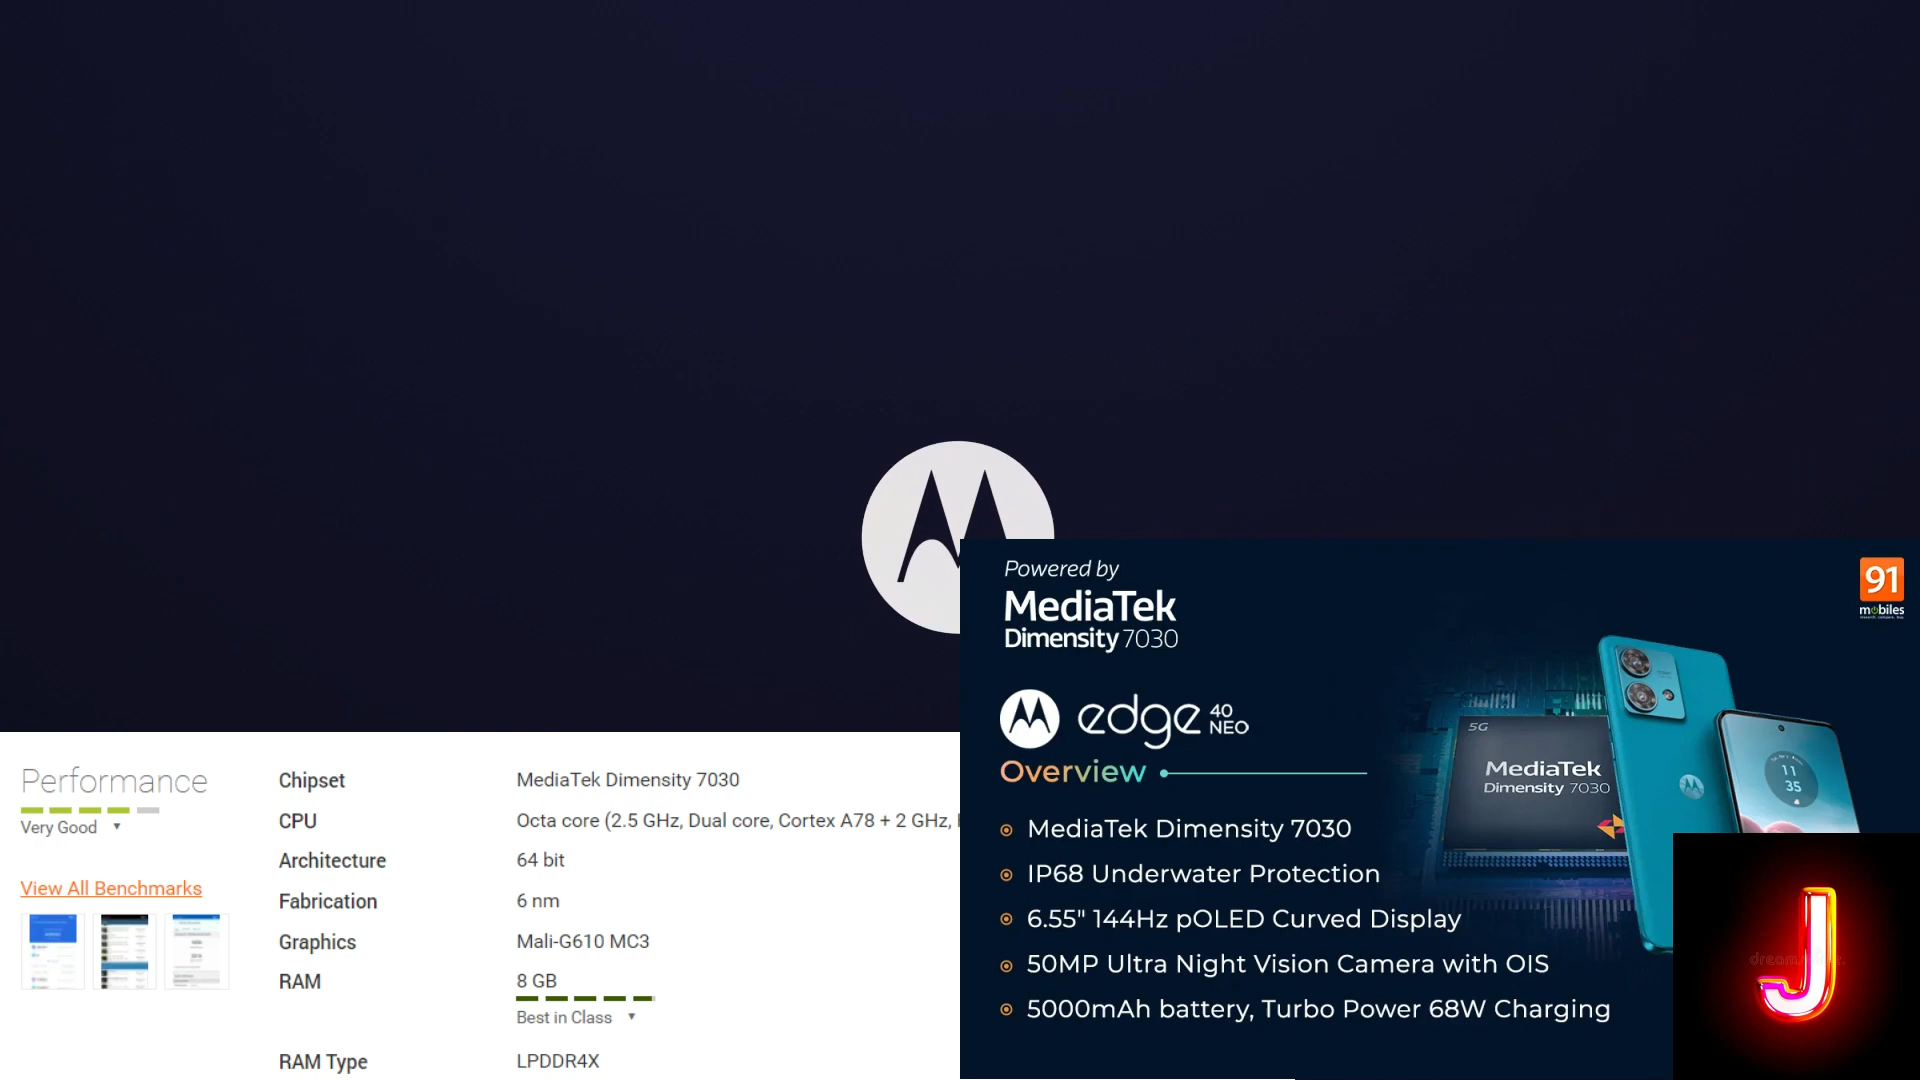 Performance
Very Good
View All Benchmarks
Chipset MediaTek Dimensity 7030
CPU Octa core (2.5 GHz, Dual core, Cortex A78 + 2 GHz,
Architecture 64 bit
Fabrication 6 nm
Graphics Mali-G610 MC3
RAM 8 GB
Best in Class
RAM Type LPDDR4X
Powered by
MediaTek
Dimensity 7030
91
mobiles
edge 40 NEO
Overview
MediaTek Dimensity 7030
IP68 Underwater Protection
6.55" 144Hz pOLED Curved Display
50MP Ultra Night Vision Camera with OIS
5000mAh battery, Turbo Power 68W Charging
5G
MediaTek
Dimensity 7030
11
35
J